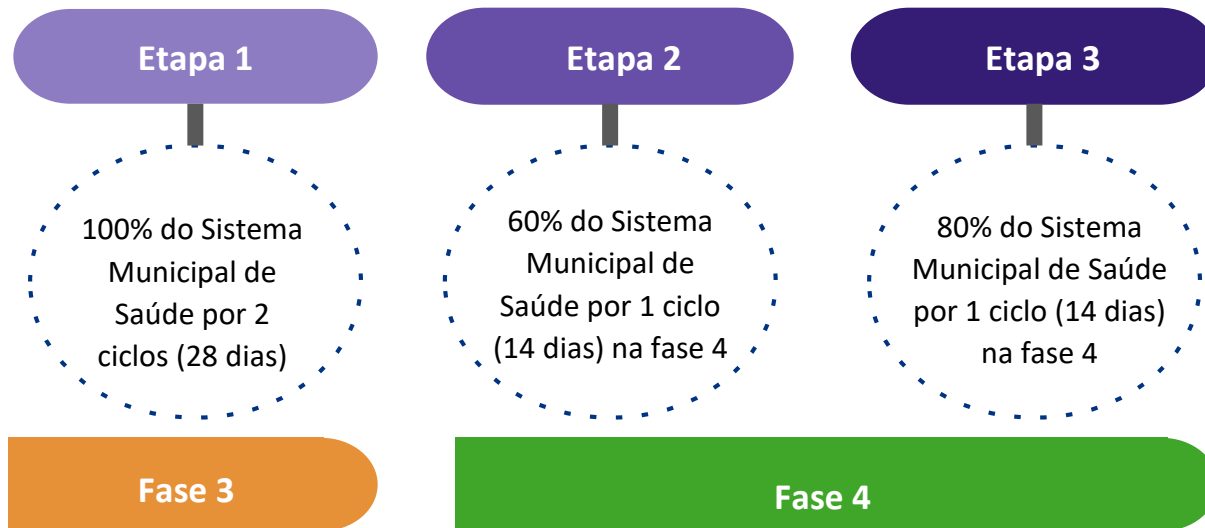 Etapa 1
100% do Sistema
Municipal de
Saúde por 2
ciclos (28 dias)
Fase 3
Etapa 2
60% do Sistema
Municipal de
Saúde por 1 ciclo
(14 dias) na fase 4
Etapa 3
80% do Sistema
Municipal de Saúde
por 1 ciclo (14 dias)
na fase 4
Fase 4